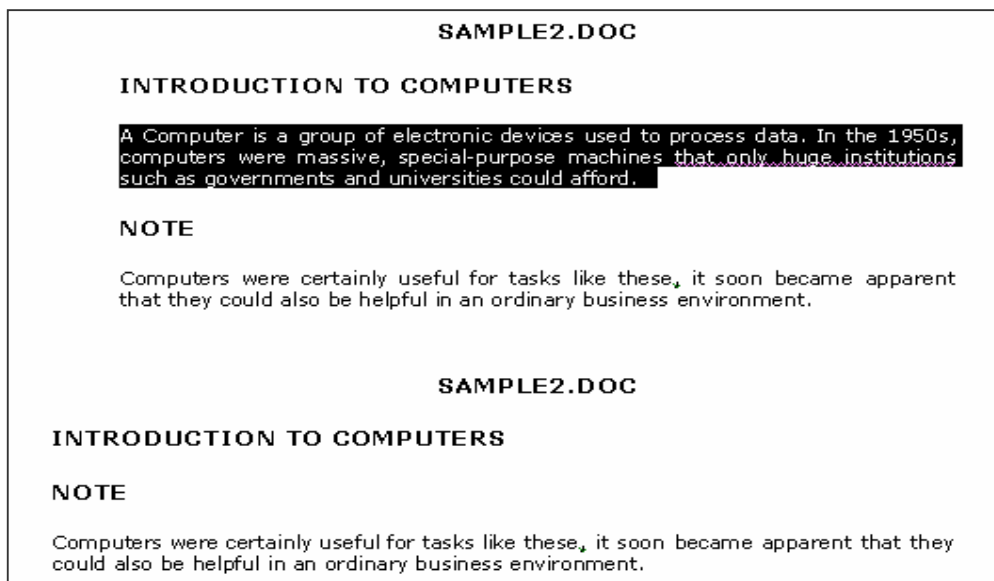 SAMPLE2.DOC
INTRODUCTION TO COMPUTERS
A Computer is a group of electronic devices used to process data. In the 1950s,
computers were massive, special-purpose machines that only huge institutions
such as governments and universities could afford.
NOTE
Computers were certainly useful for tasks like these, it soon became apparent
that they could also be helpful in an ordinary business environment.
SAMPLE2.DOC
INTRODUCTION TO COMPUTERS
NOTE
Computers were certainly useful for tasks like these, it soon became apparent that they
could also be helpful in an ordinary business environment.